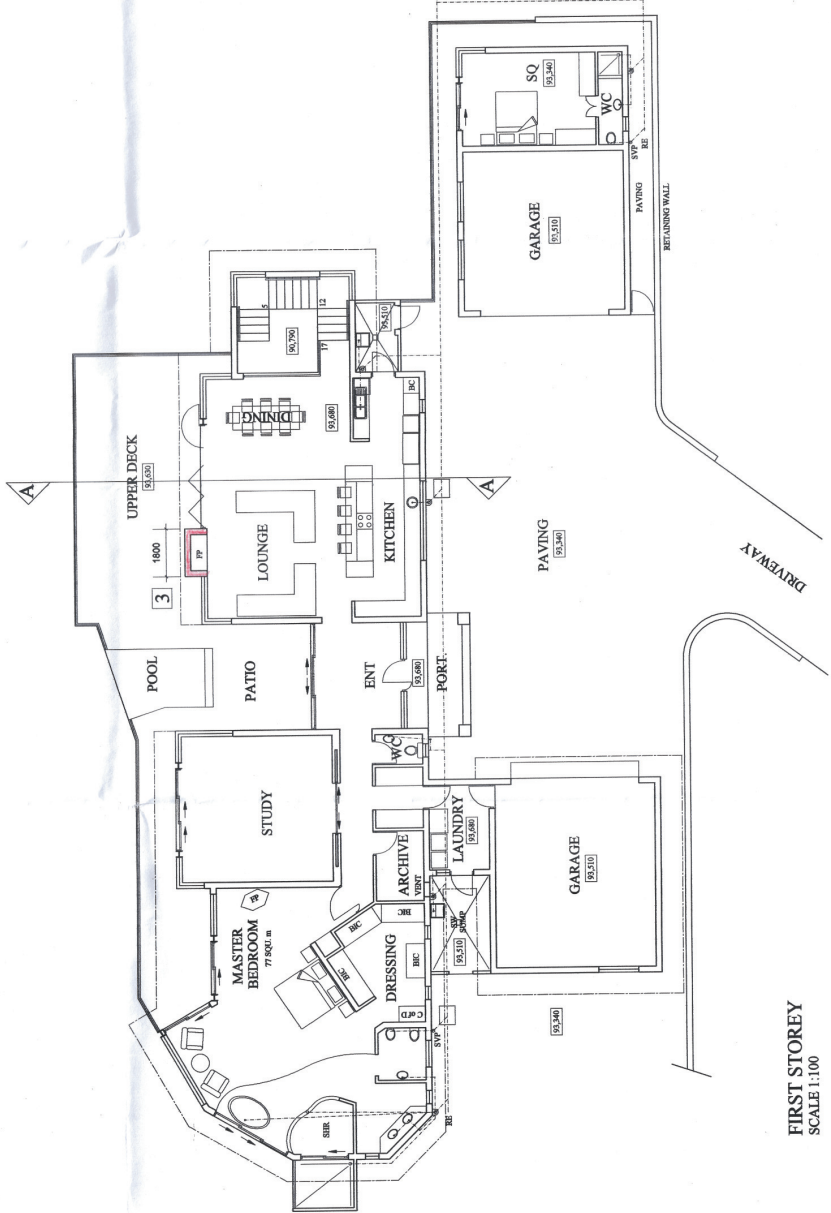 A
UPPER DECK
93,630
1800
3
FP
POOL
PATIO
STUDY
FP
MASTER
BEDROOM
77 SQU. m
LOUNGE
DINING
93,680
5
12
17
90,790
93,510
BC
KITCHEN
ENT
93,680
PORT.
WC
ARCHIVE
VENT
LAUNDRY
93,680
BIC
BIC
BIC
BIC
DRESSING
C of D
SHR
SVP
RE
SW
SUMP
93,510
GARAGE
93,510
93,340
A
PAVING
93,340
DRIVEWAY
GARAGE
93,510
SQ
93,340
WC
SVP
RE
PAVING
RETAINING WALL
FIRST STOREY
SCALE 1:100